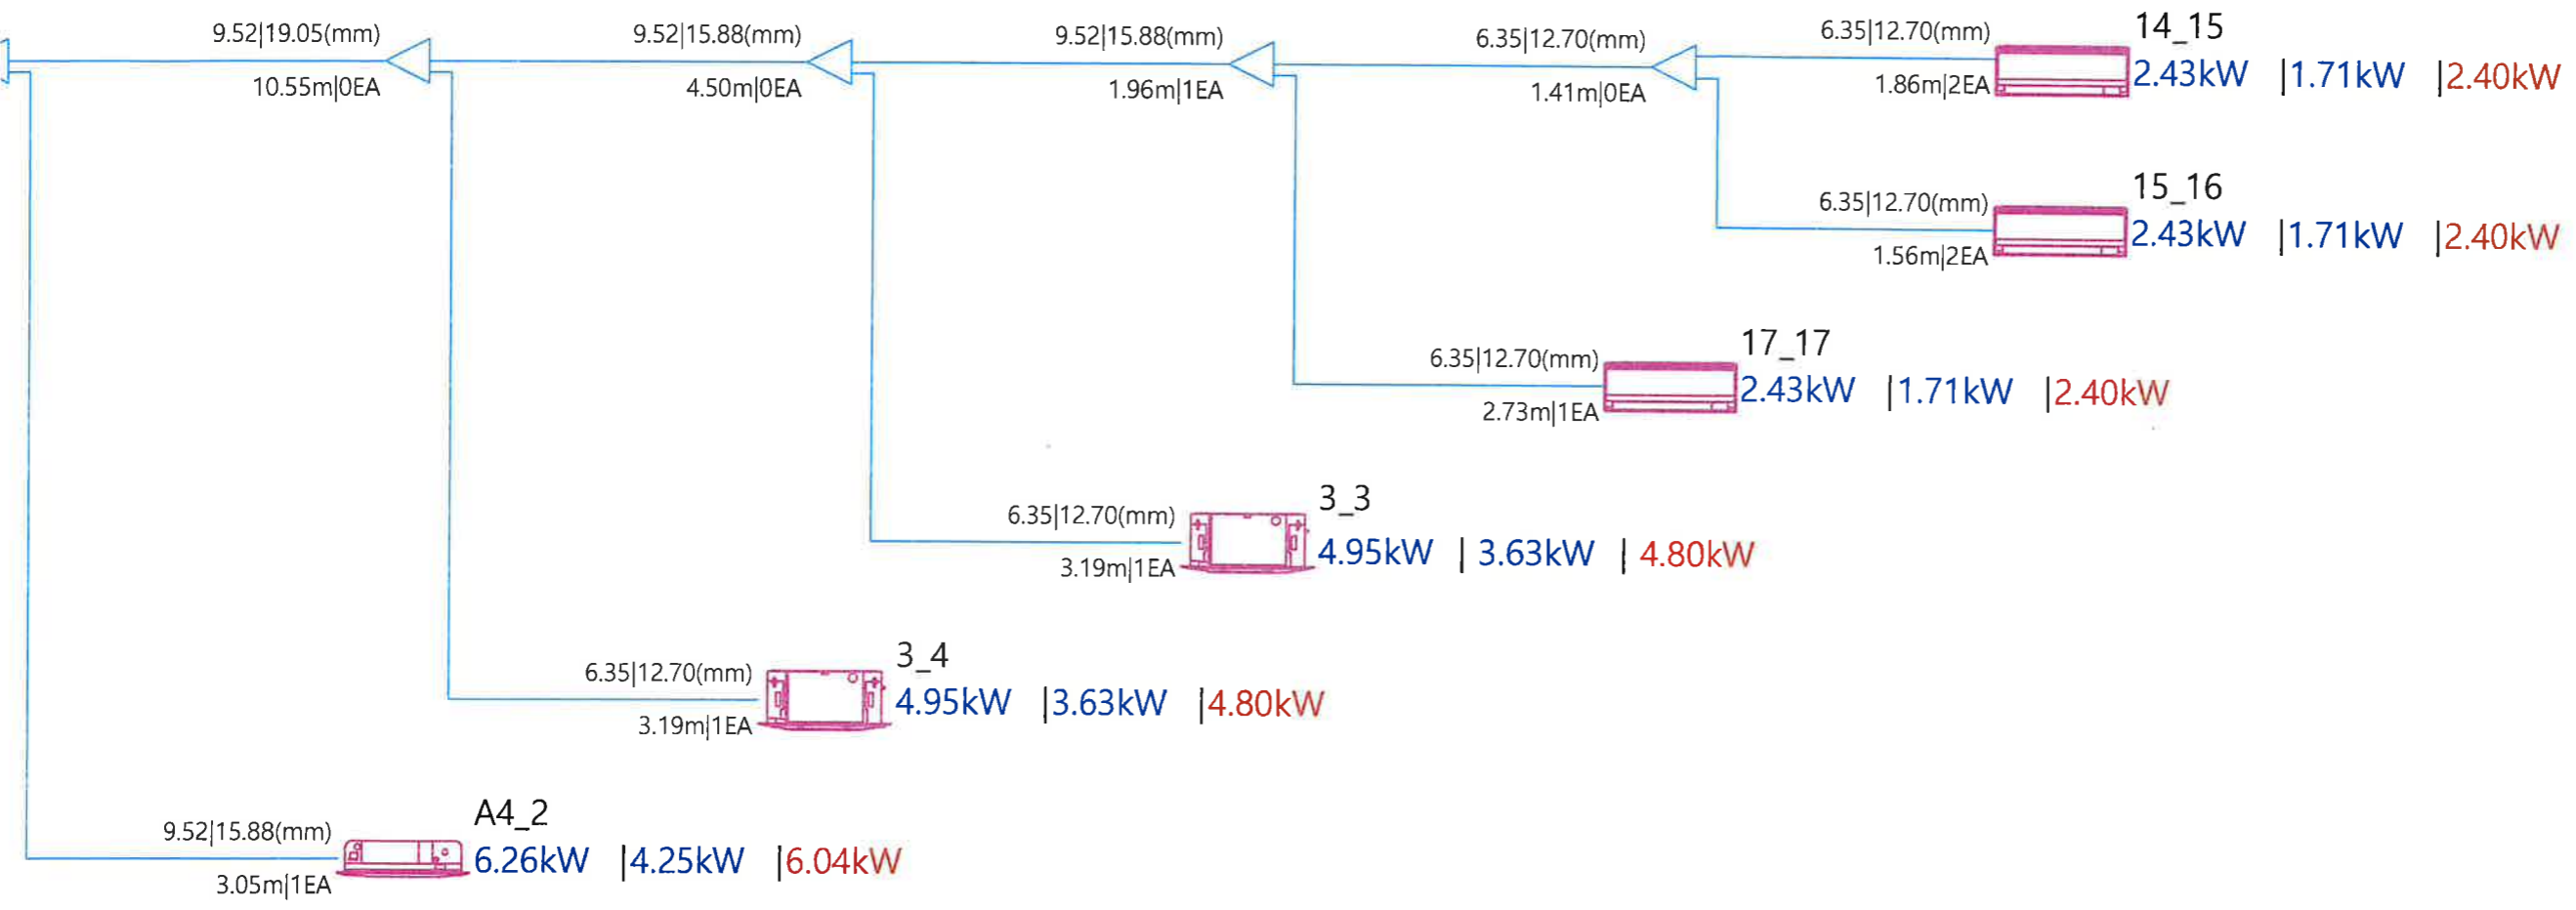 9.52|19.05(mm)
10.55m|0EA
9.52|15.88(mm)
4.50m|0EA
9.52|15.88(mm)
1.96m|1EA
6.35|12.70(mm)
1.41m|0EA
6.35|12.70(mm)
1.86m|2EA
14_15
2.43kW |1.71kW |2.40kW
6.35|12.70(mm)
1.56m|2EA
15_16
2.43kW |1.71kW |2.40kW
6.35|12.70(mm)
2.73m|1EA
17_17
2.43kW |1.71kW |2.40kW
6.35|12.70(mm)
3.19m|1EA
3_3
4.95kW | 3.63kW | 4.80kW
6.35|12.70(mm)
3.19m|1EA
3_4
4.95kW |3.63kW |4.80kW
9.52|15.88(mm)
3.05m|1EA
A4_2
6.26kW |4.25kW |6.04kW